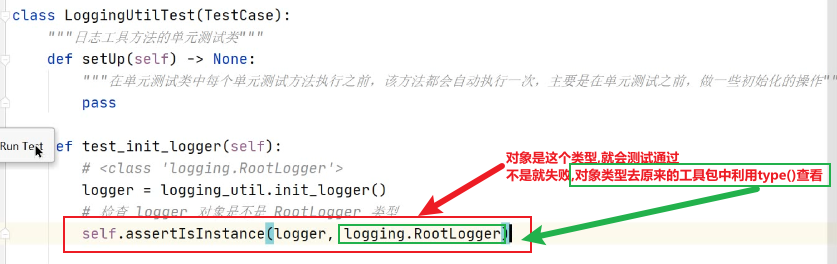 class LoggingUtilTest(TestCase):
"""日志工具方法的单元测试类"""
def setUp(self) -> None:
"""在单元测试类中每个单元测试方法执行之前，该方法都会自动执行一次，主要是在单元测试之前，做一些初始化的操作""
pass
Run Test
ef test_init_logger(self):
对象是这个类型,就会测试通过
# <class 'logging.RootLogger'>
不是就失败,对象类型去原来的工具包中利用type()查看
logger = logging_util.init_logger()
# 检查 logger 对象是不是 RootLogger 类型
self.assertIsInstance(logger, logging.RootLogger)